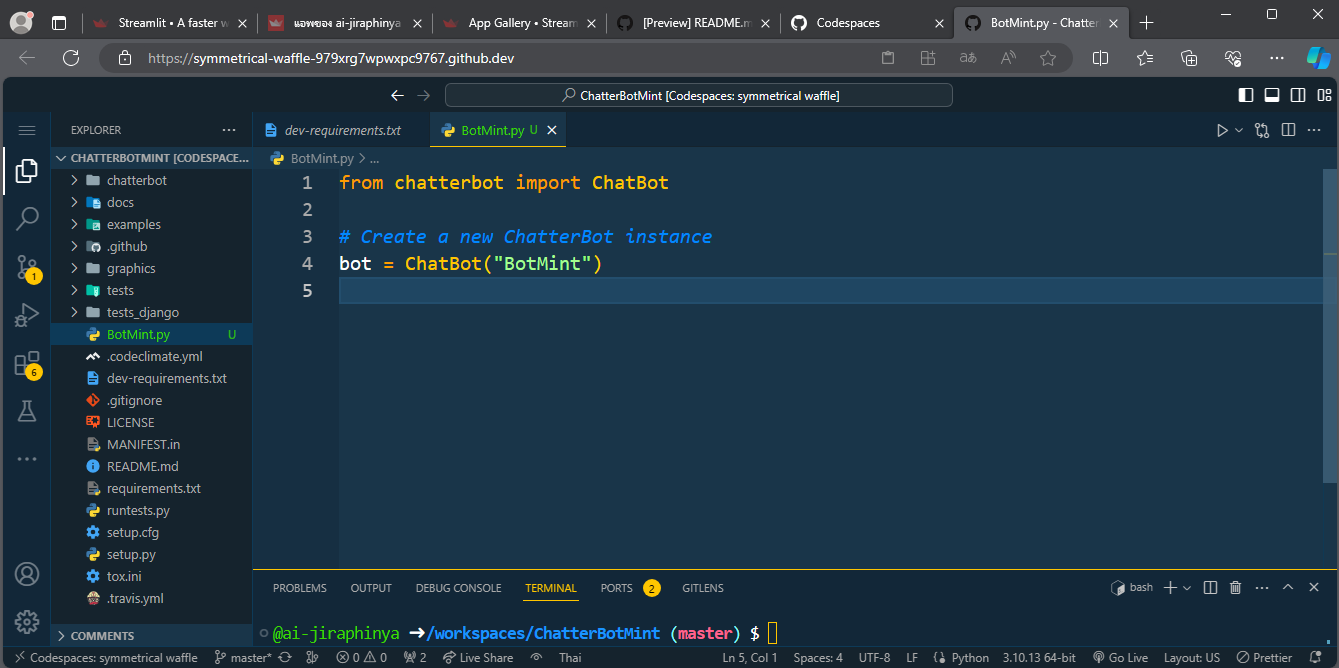 Streamlit • A faster w
แอพของ ai-jiraphinya
App Gallery • Stream
[Preview] README.m
Codespaces
BotMint.py - Chatter
https://symmetrical-waffle-979xrg7wpwxpc9767.github.dev
ChatterBotMint [Codespaces: symmetrical waffle]
EXPLORER
dev-requirements.txt
BotMint.py U
CHATTERBOTMINT [CODESPACE...
BotMint.py > ...
chatterbot
docs
examples
.github
graphics
tests
tests_django
BotMint.py U
.codeclimate.yml
dev-requirements.txt
.gitignore
LICENSE
MANIFEST.in
README.md
requirements.txt
runtests.py
setup.cfg
setup.py
tox.ini
.travis.yml
COMMENTS
1
6
1 from chatterbot import ChatBot
2
3 # Create a new ChatterBot instance
4 bot = ChatBot("BotMint")
5
PROBLEMS OUTPUT DEBUG CONSOLE TERMINAL PORTS 2 GITLENS
bash
@ai-jiraphinya ➜/workspaces/ChatterBotMint (master) $
Codespaces: symmetrical waffle master* 0 0 2 Live Share Thai Ln 5, Col 1 Spaces: 4 UTF-8 LF Python 3.10.13 64-bit Go Live Layout: US Prettier